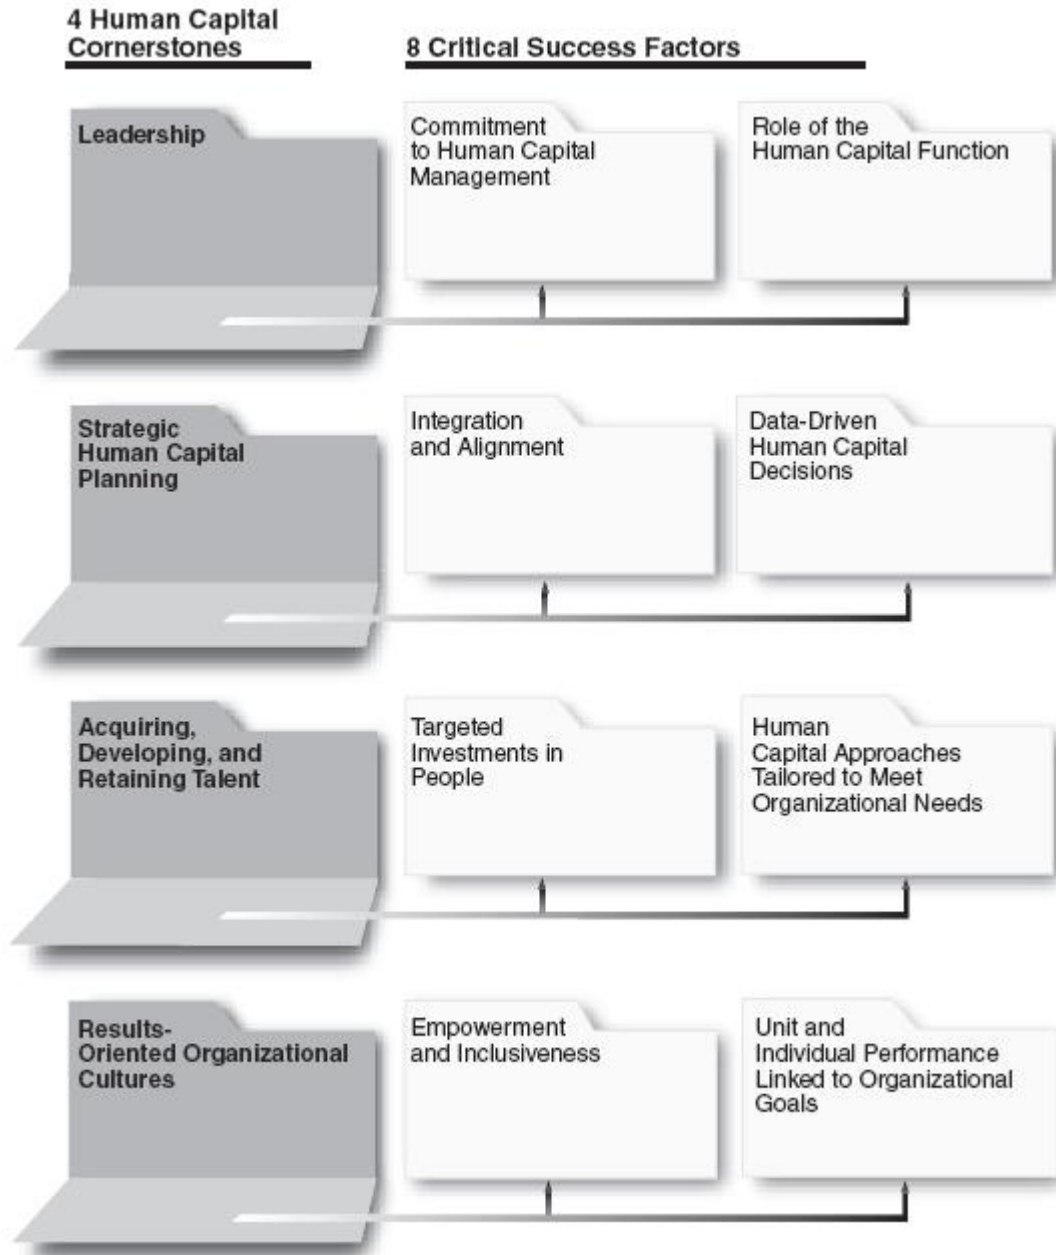 4 Human Capital
Cornerstones
8 Critical Success Factors
Leadership
Commitment
to Human Capital
Management
Role of the
Human Capital Function
Strategic
Human Capital
Planning
Integration
and Alignment
Data-Driven
Human Capital
Decisions
Acquiring,
Developing, and
Retaining Talent
Targeted
Investments in
People
Human
Capital Approaches
Tailored to Meet
Organizational Needs
Results-
Oriented Organizational
Cultures
Empowerment
and Inclusiveness
Unit and
Individual Performance
Linked to Organizational
Goals